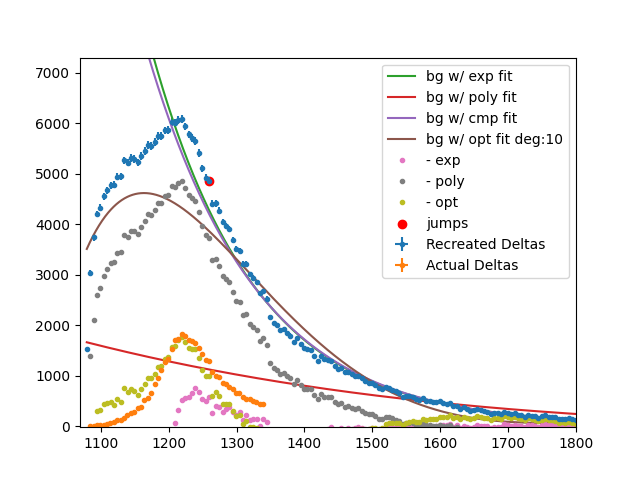 7000
6000
5000
4000
3000
2000
1000
0
1100 1200 1300 1400 1500 1600 1700 1800
bg w/ exp fit
bg w/ poly fit
bg w/ cmp fit
bg w/ opt fit deg:10
- exp
- poly
- opt
jumps
Recreated Deltas
Actual Deltas